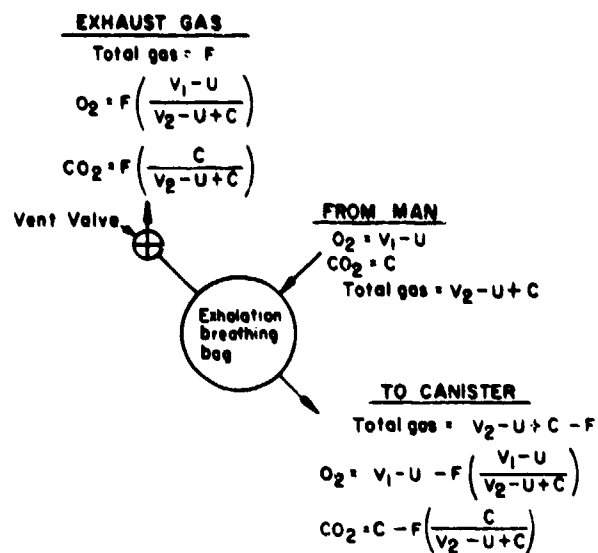 EXHAUST GAS
Total gas = F
O₂ = F ( (V₁ – U) / (V₂ – U + C) )
CO₂ = F ( C / (V₂ – U + C) )
Vent Valve
FROM MAN
O₂ = V₁ – U
CO₂ = C
Total gas = V₂ – U + C
Exhalation
breathing
bag
TO CANISTER
Total gas = V₂ – U + C – F
O₂ = V₁ – U – F ( (V₁ – U) / (V₂ – U + C) )
CO₂ = C – F ( C / (V₂ – U + C) )